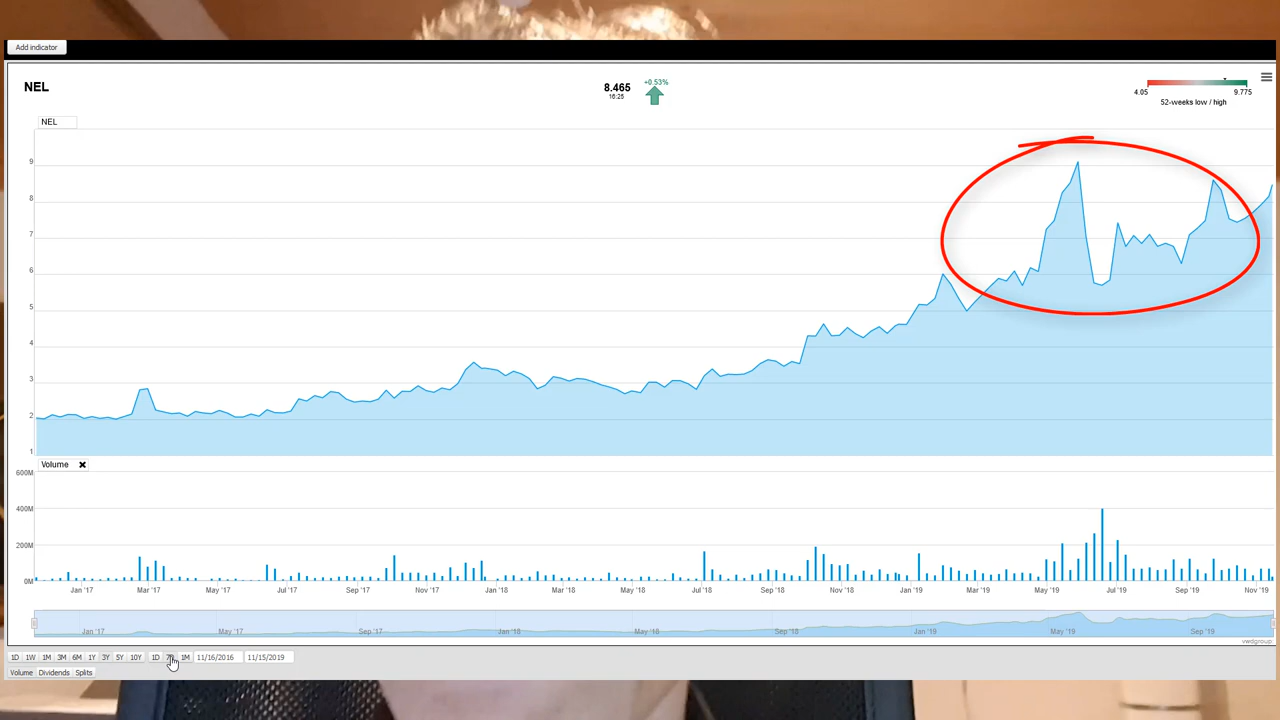 Add indicator
NEL
8.465
16:25
+0.53%
4.05
9.775
52-weeks low / high
NEL
9
8
7
6
5
4
3
2
1
Volume ✖
600M
400M
200M
0M
Jan '17 Mar '17 May '17 Jul '17 Sep '17 Nov '17 Jan '18 Mar '18 May '18 Jul '18 Sep '18 Nov '18 Jan '19 Mar '19 May '19 Jul '19 Sep '19 Nov '19
Jan '17 May '17 Sep '17 Jan '18 May '18 Sep '18 Jan '19 May '19 Sep '19
vwdgroup:
1D 1W 1M 3M 6M 1Y 3Y 5Y 10Y 1D 1M 11/16/2016 11/15/2019
Volume Dividends Splits